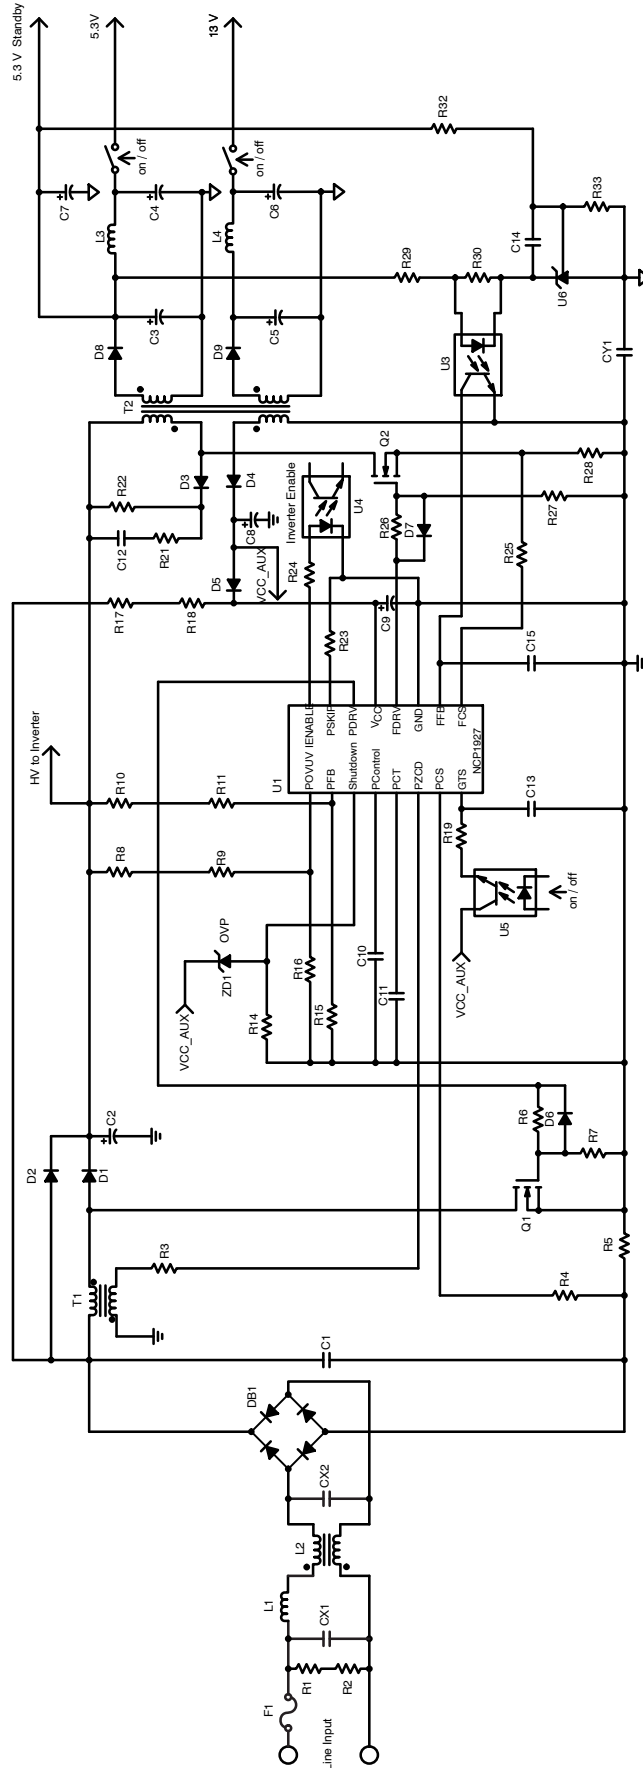 5.3 V Standby
5.3V
13 V
R32
on / off
on / off
C7
C4
C6
L3
L4
C14
R33
R29
R30
U6
C3
C5
D8
D9
U3
CY1
T2
Q2
R22
D3
D4
Inverter Enable
U4
R28
C12
R21
C8
R26
D7
R27
R25
D5
VCC_AUX
R24
R17
R18
R23
C9
C15
HV to Inverter
U1
POVUV
IENABLE
PFB
PSKIP
Shutdown
PDRV
PControl
VCC
PCT
FDRV
PZCD
GND
PCS
FFB
GTS
FCS
NCP1927
R10
R11
R8
R9
R19
C13
U5
on / off
VCC_AUX
OVP
ZD1
VCC_AUX
R16
R15
R14
C10
C11
D2
D1
C2
R6
D6
R7
Q1
T1
R3
R5
R4
C1
DB1
CX2
L2
L1
CX1
R1
R2
F1
Line Input